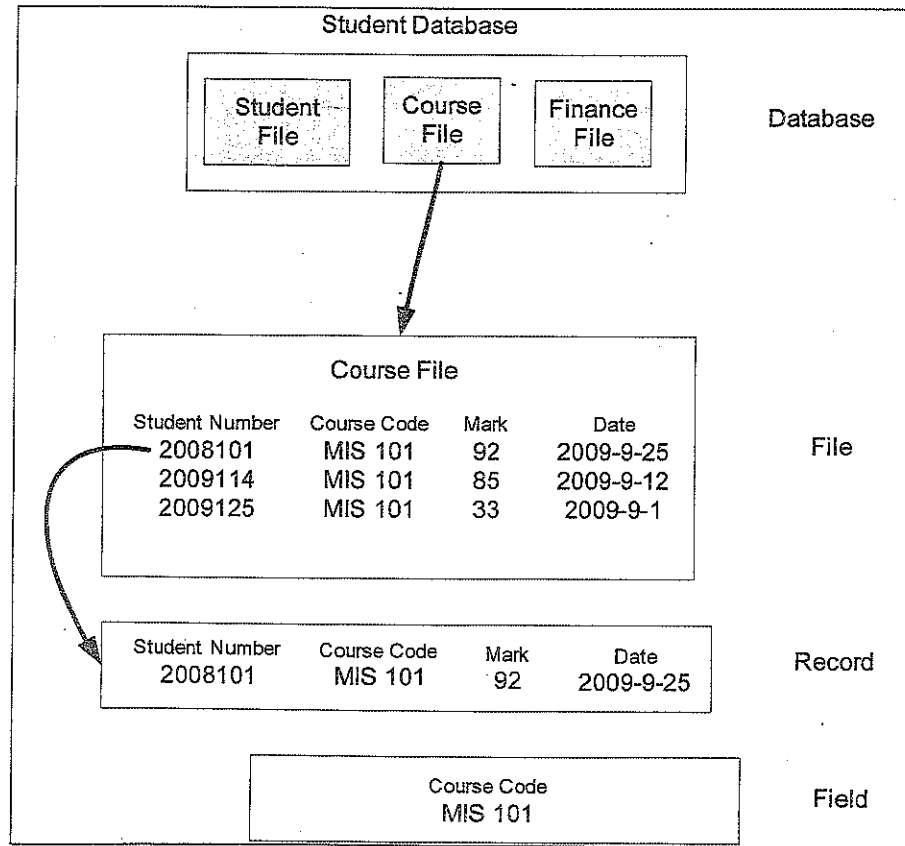 Student Database
Student File
Course File
Finance File
Database
Course File
Student Number Course Code Mark Date
2008101 MIS 101 92 2009-9-25
2009114 MIS 101 85 2009-9-12
2009125 MIS 101 33 2009-9-1
File
Student Number Course Code Mark Date
2008101 MIS 101 92 2009-9-25
Record
Course Code
MIS 101
Field